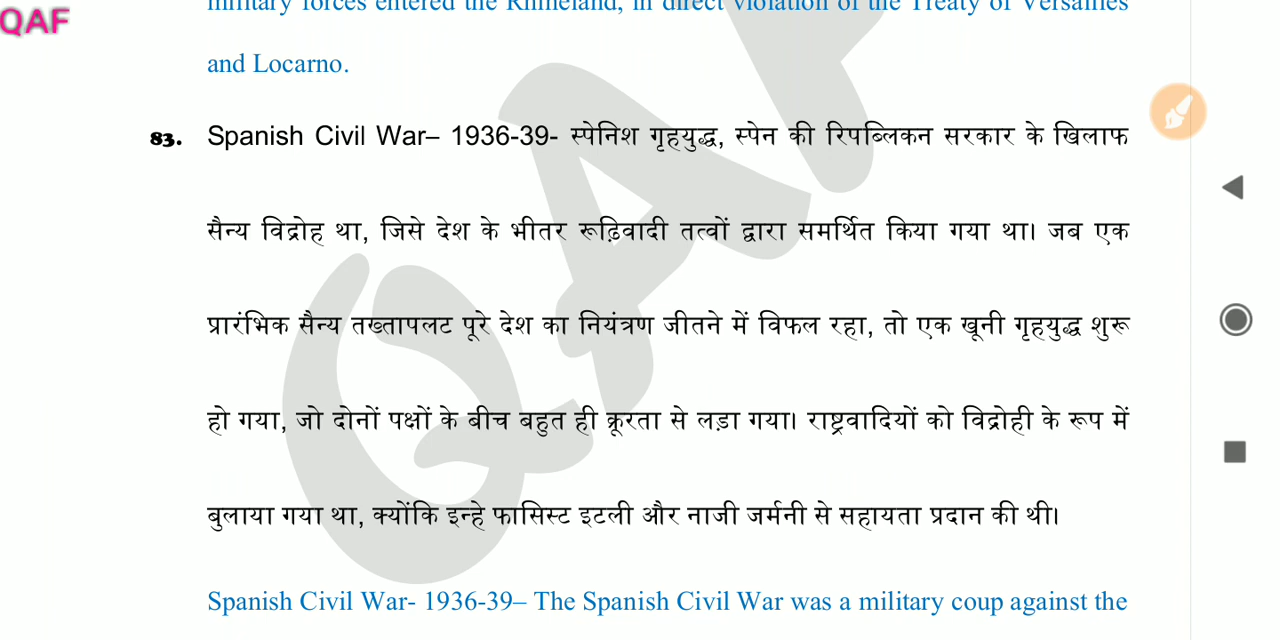 QAF
military forces entered the Rhineland, in direct violation of the Treaty of Versailles
and Locarno.
83. Spanish Civil War– 1936-39- स्पेनिश गृहयुद्ध, स्पेन की रिपब्लिकन सरकार के खिलाफ
सैन्य विद्रोह था, जिसे देश के भीतर रूढ़िवादी तत्वों द्वारा समर्थित किया गया था। जब एक
प्रारंभिक सैन्य तख्तापलट पूरे देश का नियंत्रण जीतने में विफल रहा, तो एक खूनी गृहयुद्ध शुरू
हो गया, जो दोनों पक्षों के बीच बहुत ही क्रूरता से लड़ा गया। राष्ट्रवादियों को विद्रोही के रूप में
बुलाया गया था, क्योंकि इन्हे फासिस्ट इटली और नाजी जर्मनी से सहायता प्रदान की थी।
Spanish Civil War- 1936-39– The Spanish Civil War was a military coup against the
QAF